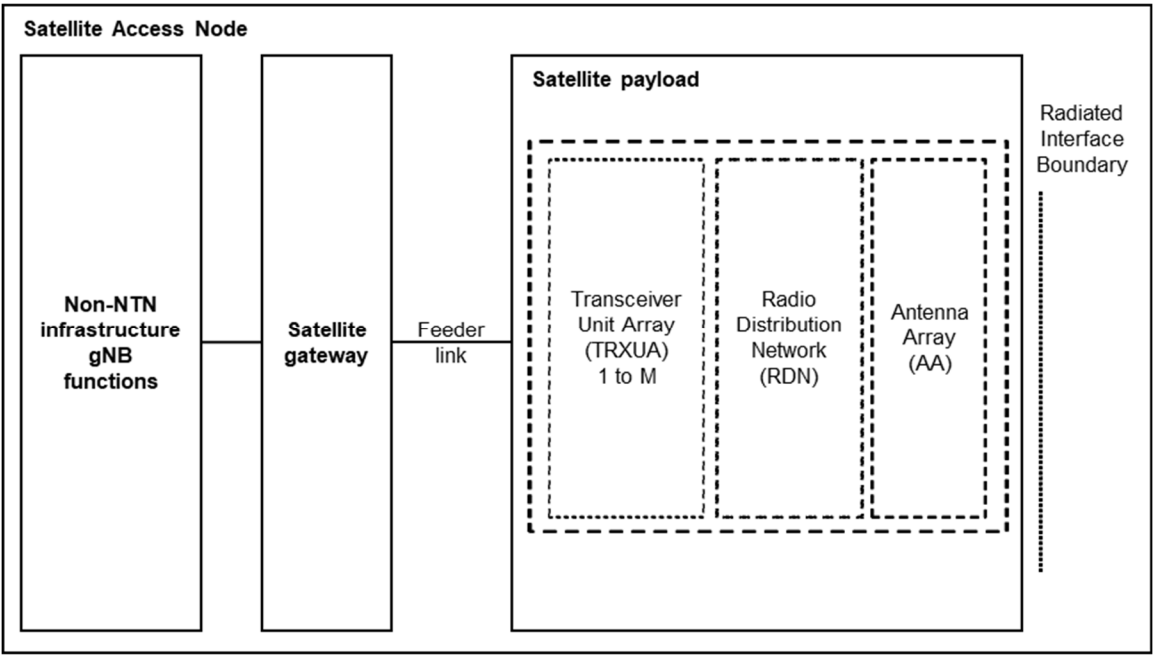 Satellite Access Node
Non-NTN
infrastructure
gNB
functions
Satellite
gateway
Feeder
link
Satellite payload
Transceiver
Unit Array
(TRXUA)
1 to M
Radio
Distribution
Network
(RDN)
Antenna
Array
(AA)
Radiated
Interface
Boundary